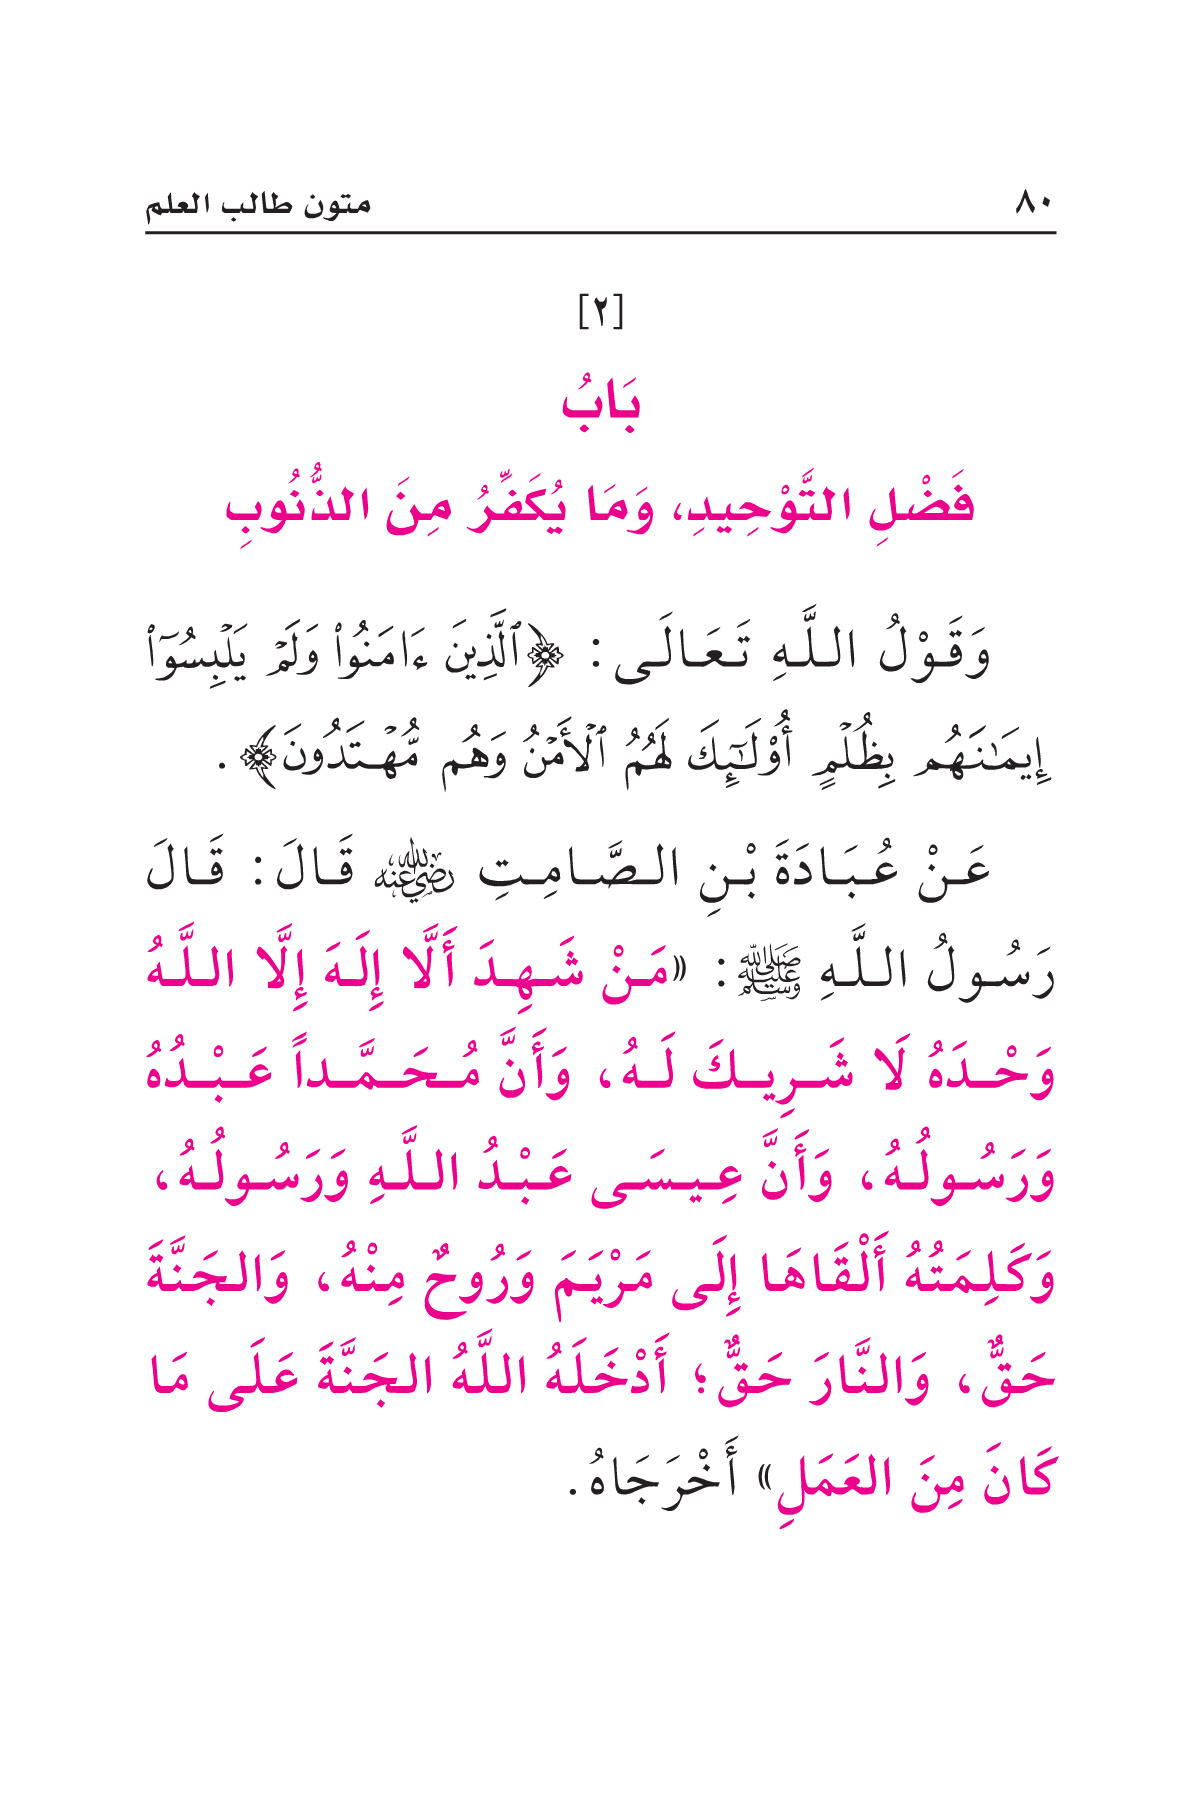 ٨٠ متون طالب العلم
[٢]
بَابُ
فَضْلِ التَّوْحِيدِ، وَمَا يُكَفِّرُ مِنَ الذُّنُوبِ
وَقَوْلُ اللَّهِ تَعَالَى: ﴿ٱلَّذِينَ ءَامَنُوا۟ وَلَمۡ يَلۡبِسُوٓا۟
إِيمَـٰنَهُم بِظُلۡمٍ أُو۟لَـٰٓئِكَ لَهُمُ ٱلۡأَمۡنُ وَهُم مُّهۡتَدُونَ﴾.
عَنْ عُبَادَةَ بْنِ الصَّامِتِ رضي الله عنه قَالَ: قَالَ
رَسُولُ اللَّهِ ﷺ: «مَنْ شَهِدَ أَلَّا إِلَهَ إِلَّا اللَّهُ
وَحْدَهُ لَا شَرِيكَ لَهُ، وَأَنَّ مُحَمَّداً عَبْدُهُ
وَرَسُولُهُ، وَأَنَّ عِيسَى عَبْدُ اللَّهِ وَرَسُولُهُ،
وَكَلِمَتُهُ أَلْقَاهَا إِلَى مَرْيَمَ وَرُوحٌ مِنْهُ، وَالجَنَّةَ
حَقٌّ، وَالنَّارَ حَقٌّ؛ أَدْخَلَهُ اللَّهُ الجَنَّةَ عَلَى مَا
كَانَ مِنَ العَمَلِ» أَخْرَجَاهُ.